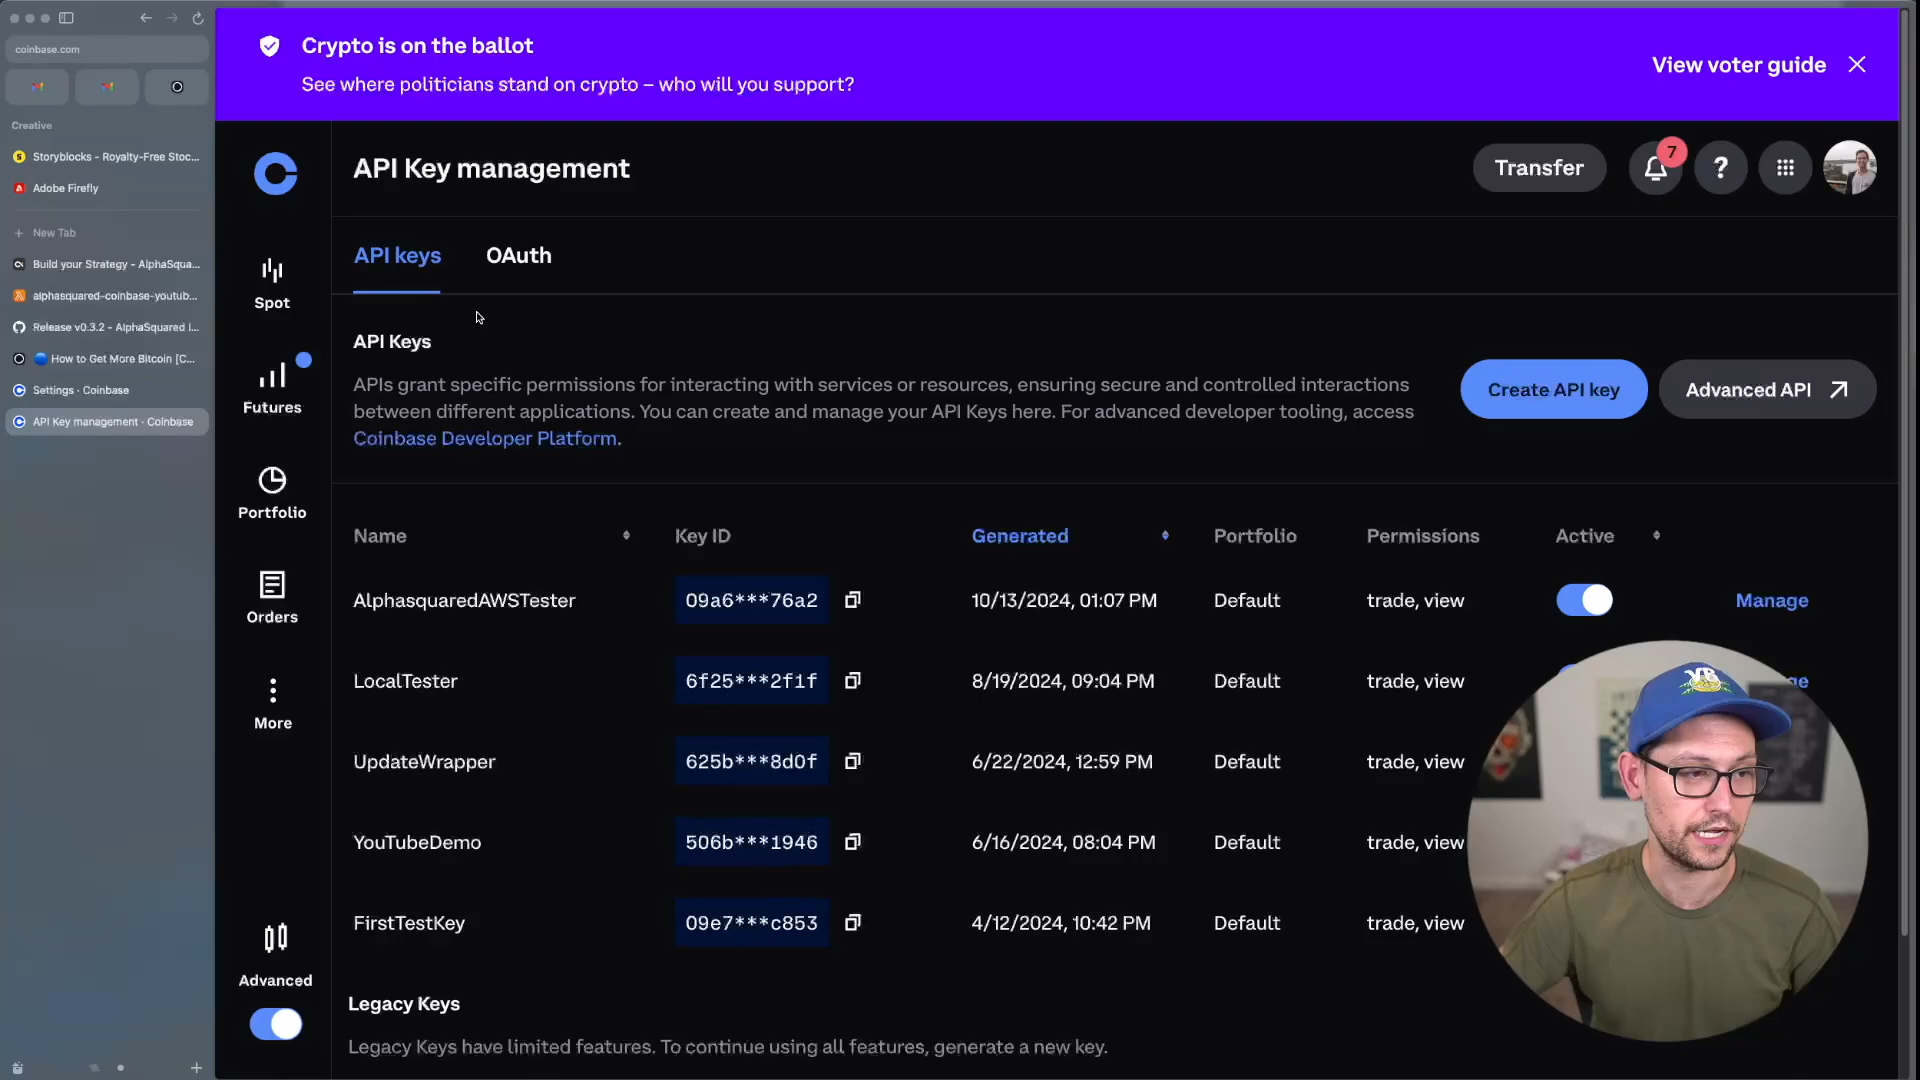 coinbase.com
Creative
Storyblocks - Royalty-Free Stoc...
Adobe Firefly
New Tab
Build your Strategy - AlphaSqua...
alphasquared-coinbase-youtub...
Release v0.3.2 - AlphaSquared I...
How to Get More Bitcoin [C...
Settings · Coinbase
API Key management · Coinbase
Crypto is on the ballot
See where politicians stand on crypto – who will you support?
View voter guide
API Key management
Transfer
7
?
Spot
Futures
Portfolio
Orders
More
Advanced
API keys OAuth
API Keys
APIs grant specific permissions for interacting with services or resources, ensuring secure and controlled interactions
between different applications. You can create and manage your API Keys here. For advanced developer tooling, access
Coinbase Developer Platform.
Create API key
Advanced API
Name Key ID Generated Portfolio Permissions Active
AlphasquaredAWSTester 09a6***76a2 10/13/2024, 01:07 PM Default trade, view Manage
LocalTester 6f25***2f1f 8/19/2024, 09:04 PM Default trade, view
UpdateWrapper 625b***8d0f 6/22/2024, 12:59 PM Default trade, view
YouTubeDemo 506b***1946 6/16/2024, 08:04 PM Default trade, view
FirstTestKey 09e7***c853 4/12/2024, 10:42 PM Default trade, view
Legacy Keys
Legacy Keys have limited features. To continue using all features, generate a new key.